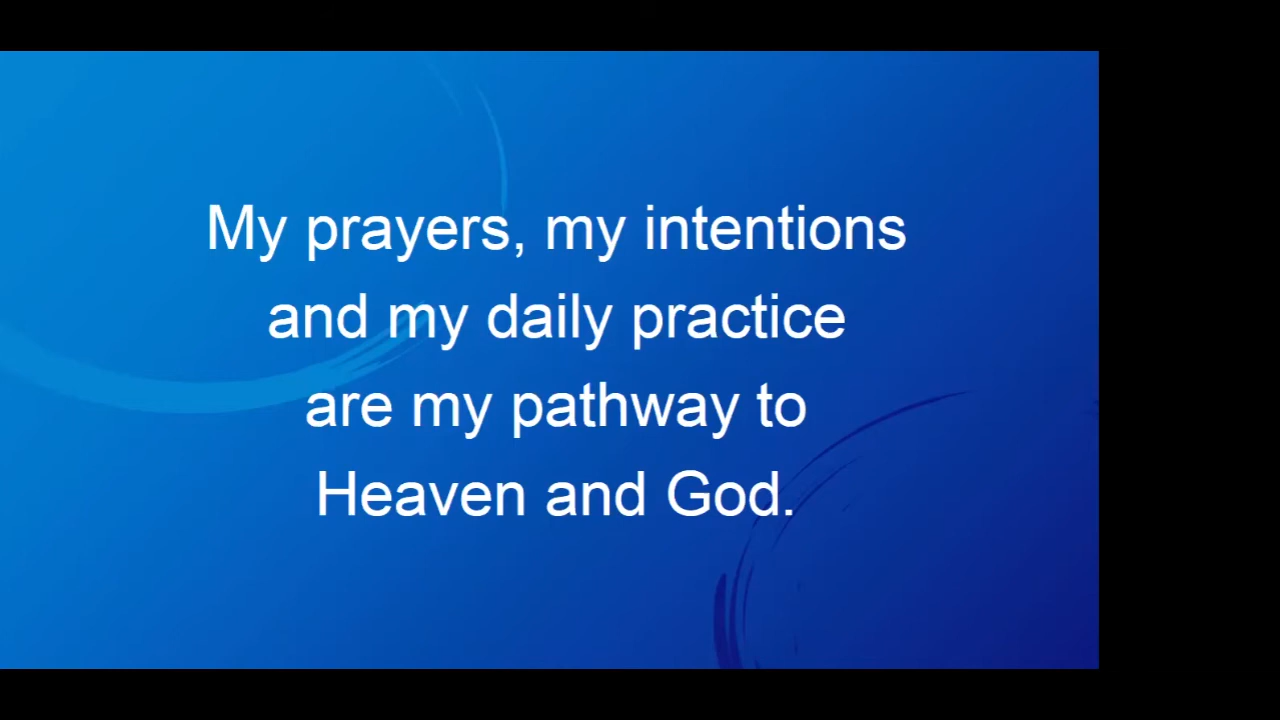 My prayers, my intentions
and my daily practice
are my pathway to
Heaven and God.